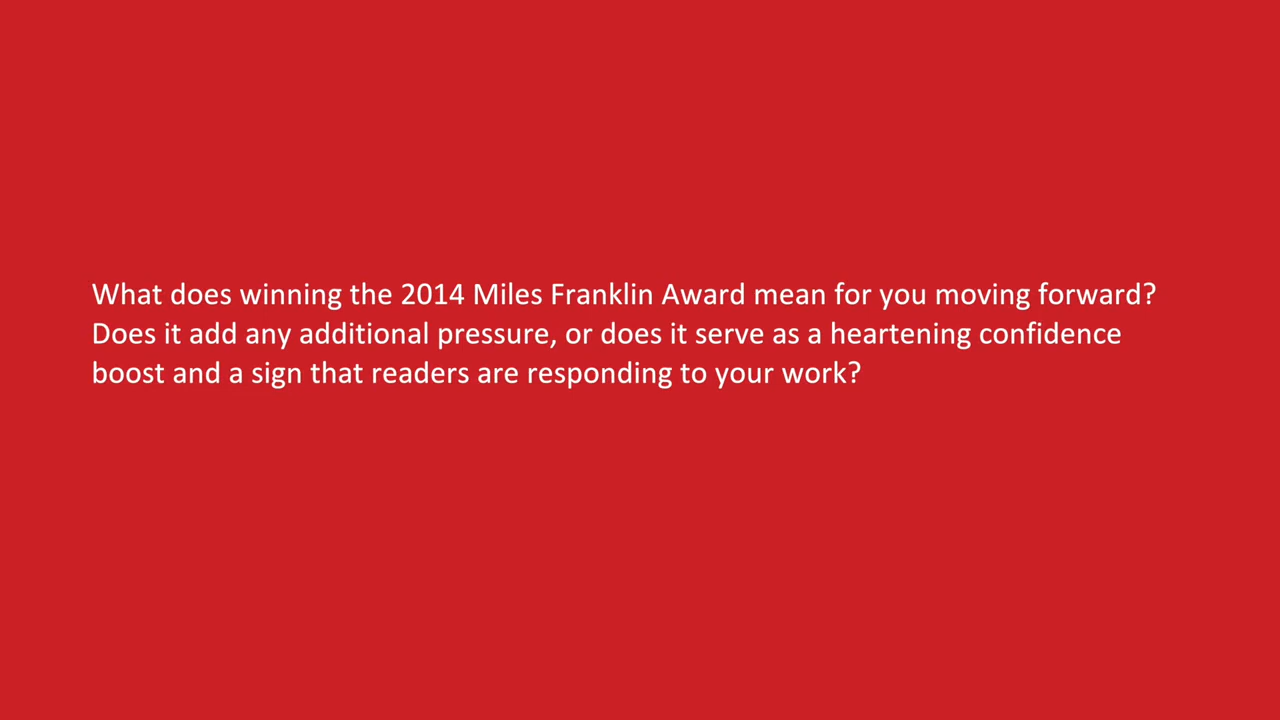 What does winning the 2014 Miles Franklin Award mean for you moving forward?
Does it add any additional pressure, or does it serve as a heartening confidence
boost and a sign that readers are responding to your work?